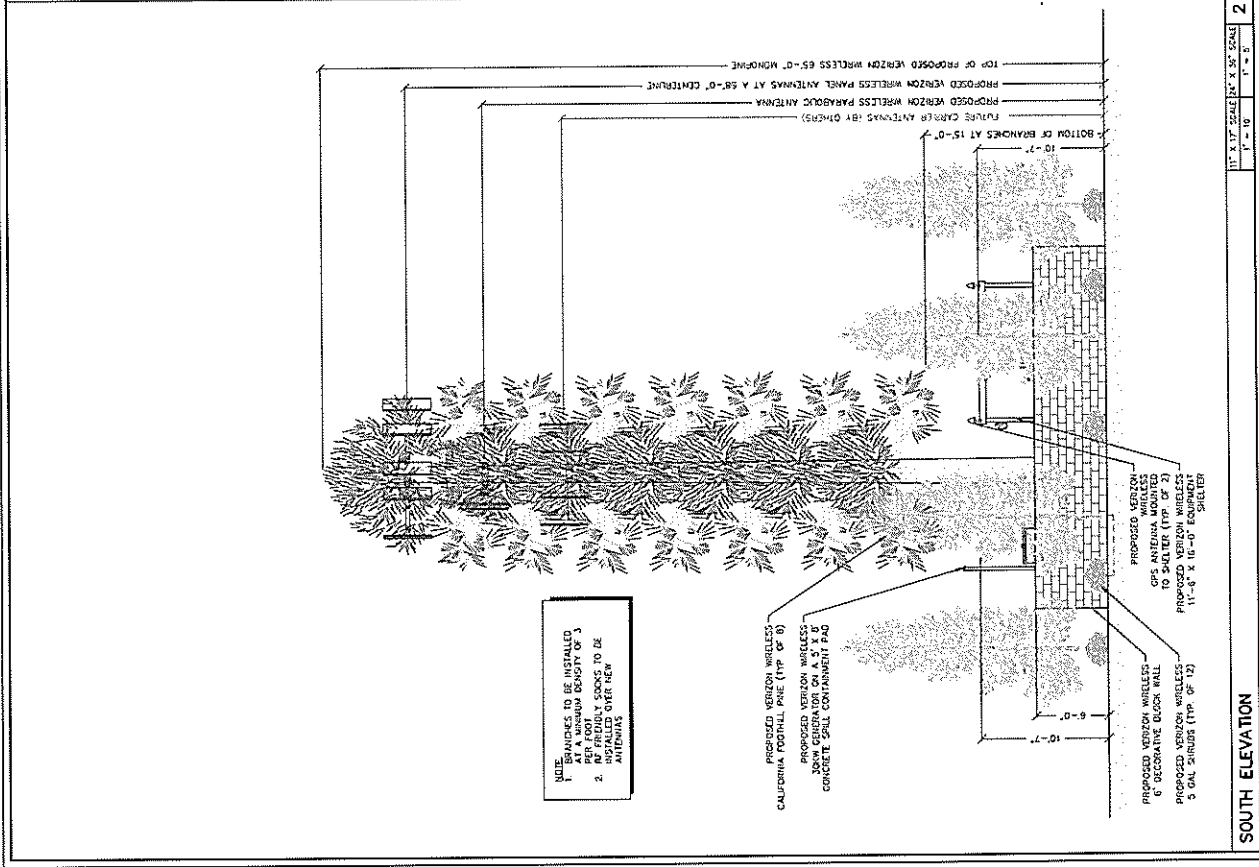 NOTE
1. BRANCHES TO BE INSTALLED
AT A MINIMUM DENSITY OF 3
PER FOOT
2. RF FRIENDLY SOCKS TO BE
INSTALLED OVER NEW
ANTENNAS
TOP OF PROPOSED VERIZON WIRELESS 65'-0" MONOPINE
PROPOSED VERIZON WIRELESS PANEL ANTENNAS AT A 58'-0" CENTERLINE
PROPOSED VERIZON WIRELESS PARABOLIC ANTENNA
FUTURE CARRIER ANTENNAS (BY OTHERS)
BOTTOM OF BRANCHES AT 15'-0"
10'-7"
PROPOSED VERIZON WIRELESS
CALIFORNIA FOOTHILL PINE (TYP OF 8)
PROPOSED VERIZON WIRELESS
30KW GENERATOR ON A 5' X 8'
CONCRETE SPILL CONTAINMENT PAD
10'-7"
6'-0"
PROPOSED VERIZON WIRELESS
6' DECORATIVE BLOCK WALL
PROPOSED VERIZON WIRELESS
5 GAL SHRUBS (TYP. OF 12)
PROPOSED VERIZON
WIRELESS
GPS ANTENNA MOUNTED
TO SHELTER (TYP. OF 2)
PROPOSED VERIZON WIRELESS
11'-6" X 16'-0" EQUIPMENT
SHELTER
SOUTH ELEVATION
11" X 17" SCALE
1" = 10'
24" X 36" SCALE
1" = 5'
2